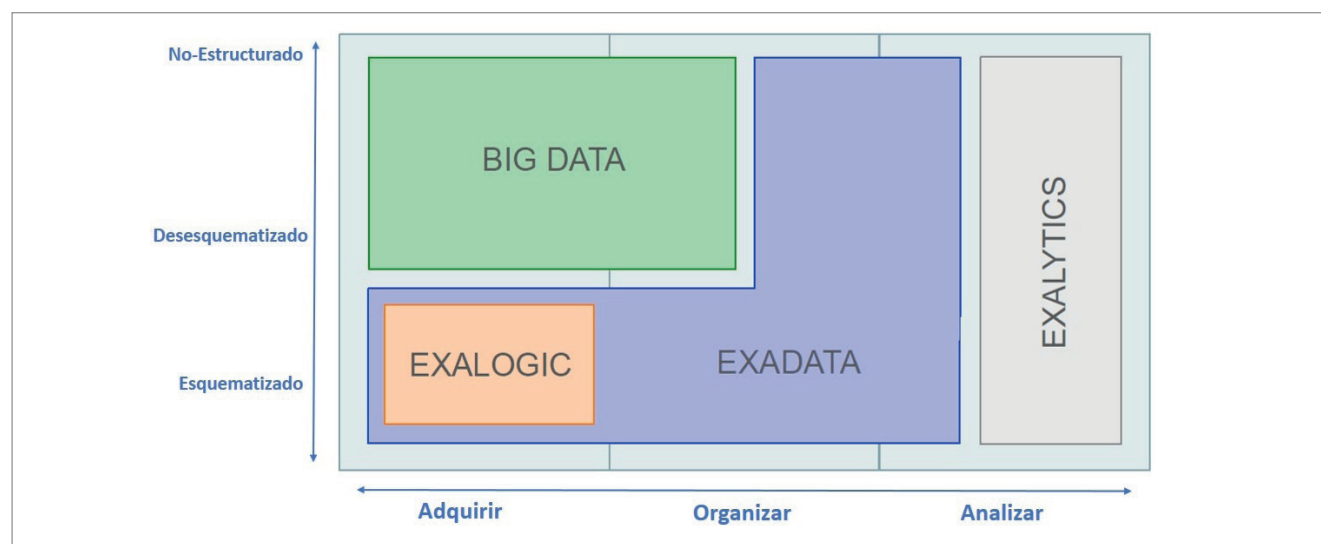 No-Estructurado
BIG DATA
Desesquematizado
EXALYTICS
EXALOGIC
EXADATA
Esquematizado
Adquirir
Organizar
Analizar